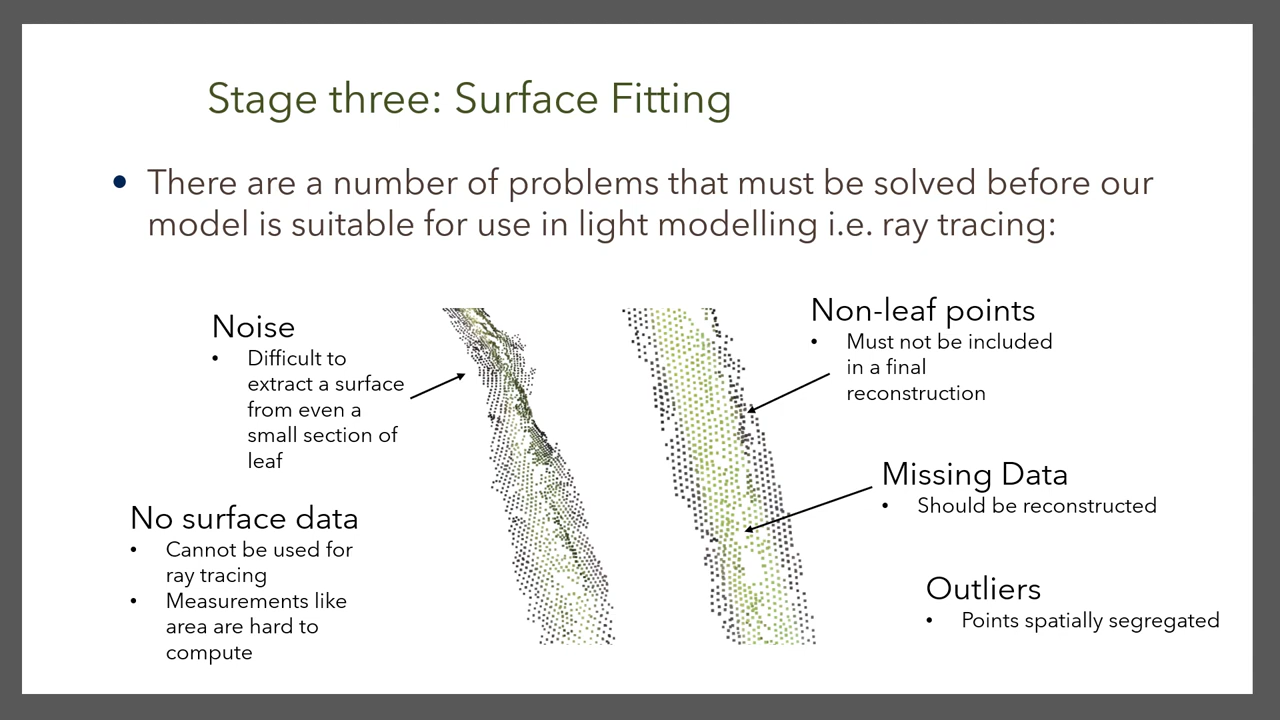 Stage three: Surface Fitting
• There are a number of problems that must be solved before our
model is suitable for use in light modelling i.e. ray tracing:
Noise
• Difficult to
extract a surface
from even a
small section of
leaf
No surface data
• Cannot be used for
ray tracing
• Measurements like
area are hard to
compute
Non-leaf points
• Must not be included
in a final
reconstruction
Missing Data
• Should be reconstructed
Outliers
• Points spatially segregated